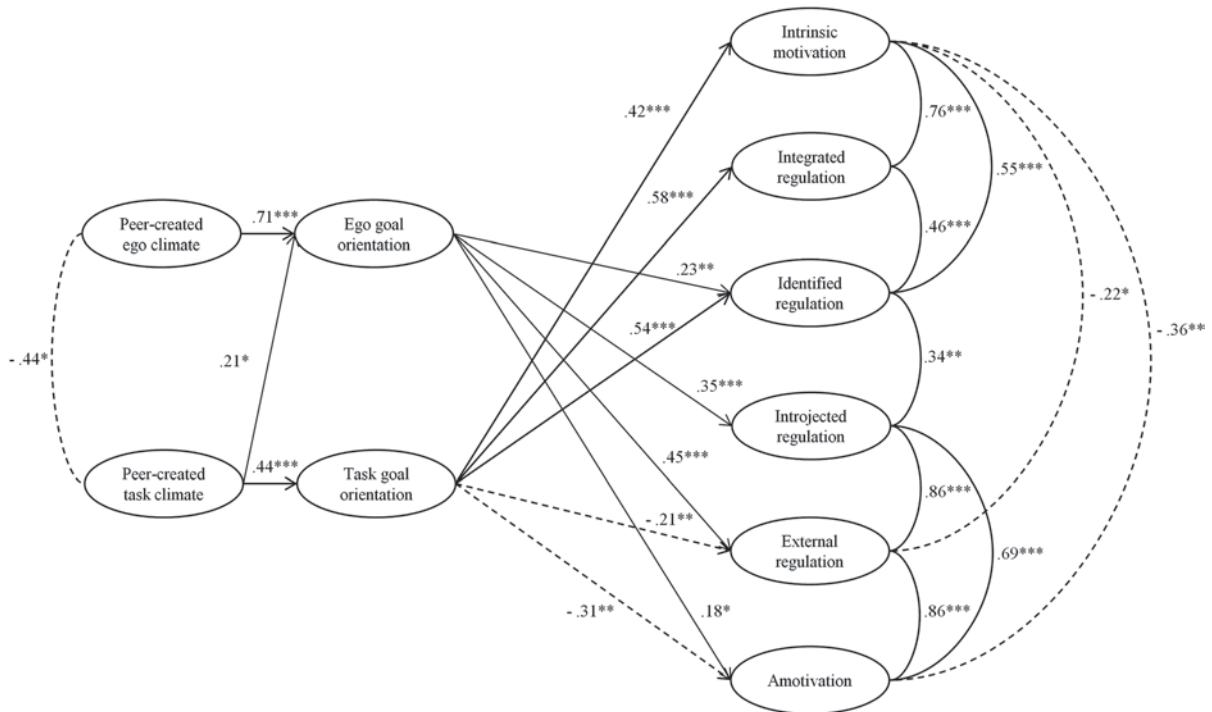 Intrinsic
motivation
.42***
.76***
Integrated
regulation
.55***
.58***
Peer-created
ego climate
.71***
Ego goal
orientation
.46***
.23**
Identified
regulation
- .22*
.54***
- .36**
- .44*
.21*
.34**
.35***
Introjected
regulation
Peer-created
task climate
.44***
Task goal
orientation
.45***
.86***
- .21**
External
regulation
.69***
- .31**
.18*
.86***
Amotivation